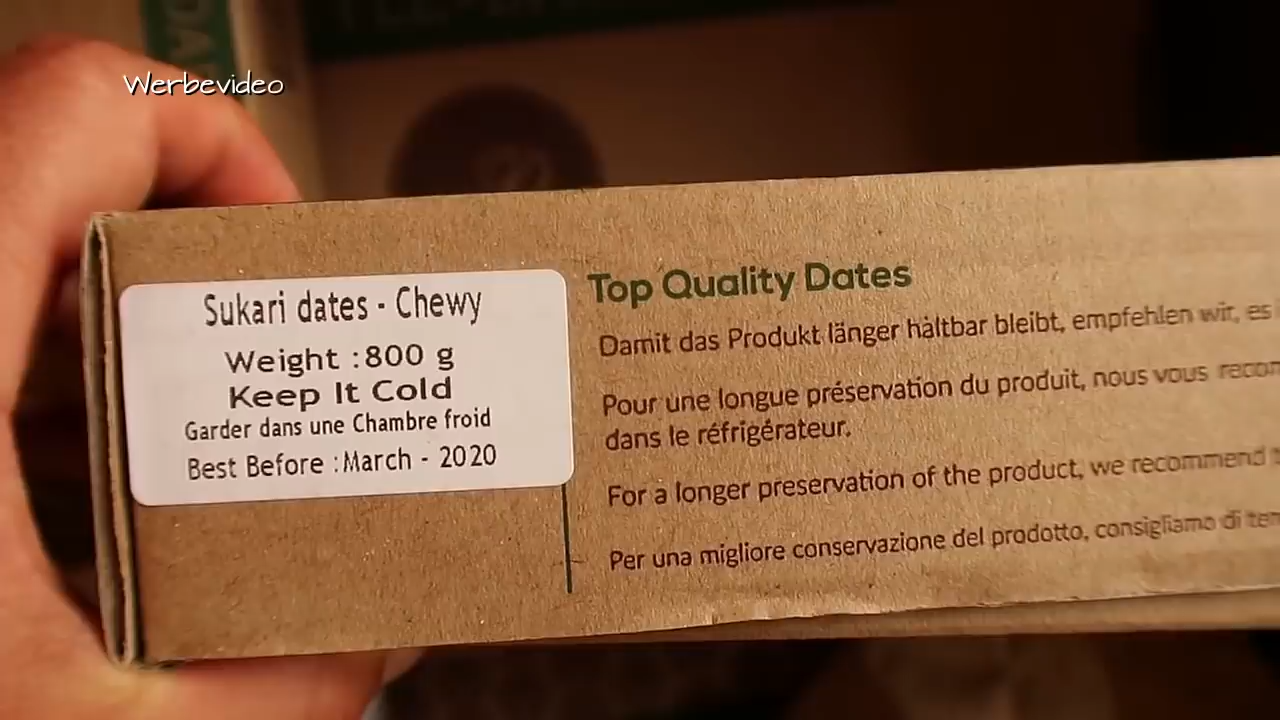 Werbevideo
Sukari dates - Chewy
Weight :800 g
Keep It Cold
Garder dans une Chambre froid
Best Before :March - 2020
Top Quality Dates
Damit das Produkt länger hàltbar bleibt, empfehlen wir, es
Pour une longue préservation du produit, nous vous
dans le réfrigérateur.
For a longer preservation of the product, we recommend
Per una migliore conservazione del prodotto, consigliamo di